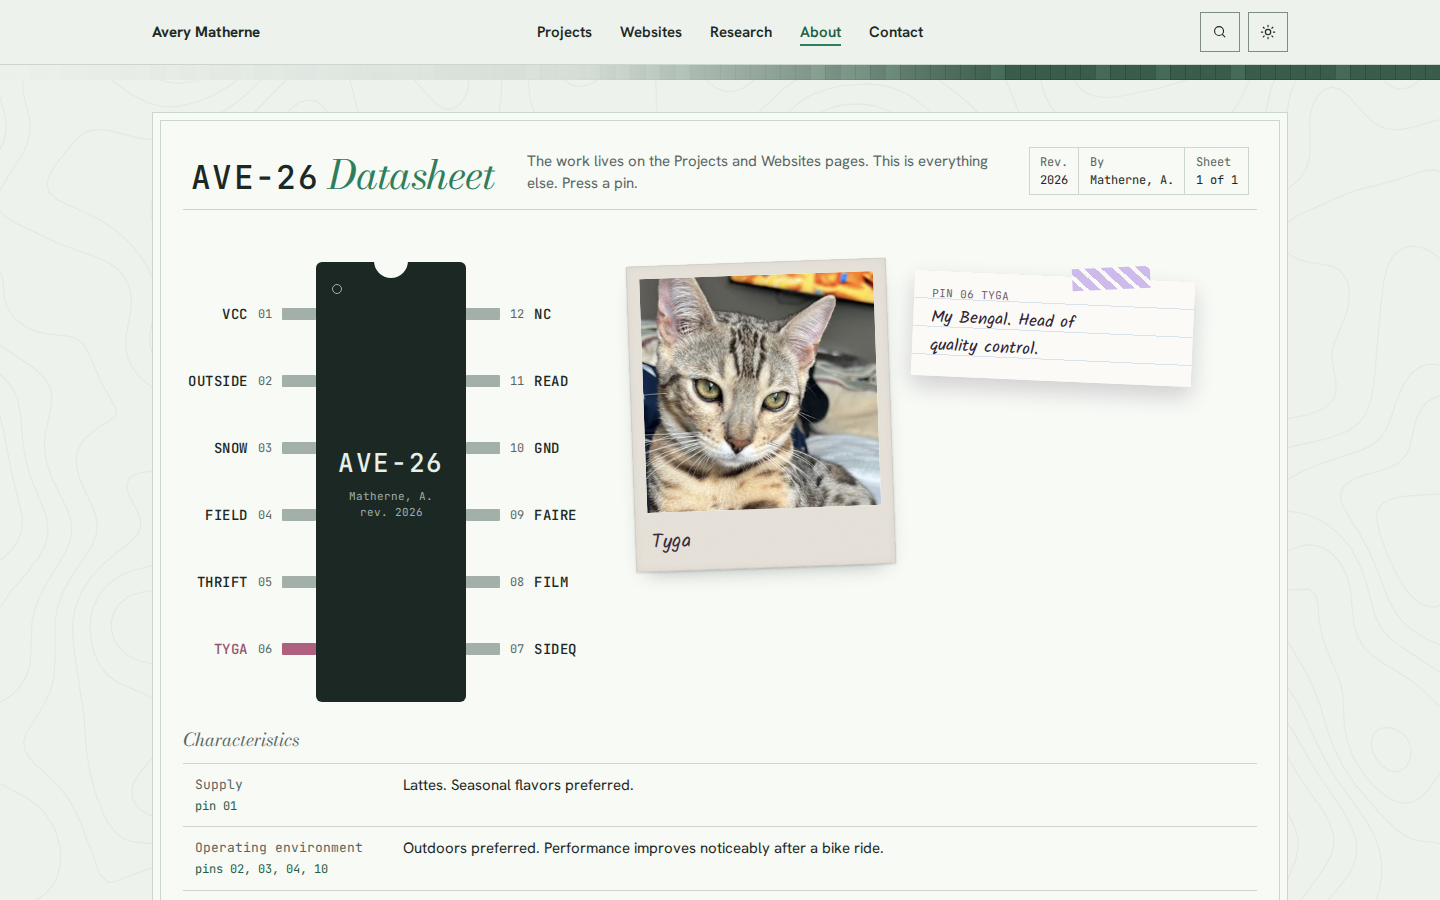 Avery Matherne
Projects Websites Research About Contact
AVE-26 Datasheet
The work lives on the Projects and Websites pages. This is everything
else. Press a pin.
Rev.
2026
By
Matherne, A.
Sheet
1 of 1
VCC 01
OUTSIDE 02
SNOW 03
FIELD 04
THRIFT 05
TYGA 06
AVE-26
Matherne, A.
rev. 2026
12 NC
11 READ
10 GND
09 FAIRE
08 FILM
07 SIDEQ
Tyga
PIN 06 TYGA
My Bengal. Head of
quality control.
Characteristics
Supply
pin 01
Lattes. Seasonal flavors preferred.
Operating environment
pins 02, 03, 04, 10
Outdoors preferred. Performance improves noticeably after a bike ride.